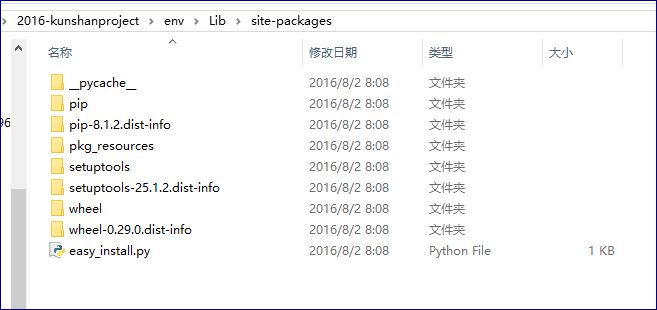 2016-kunshanproject > env > Lib > site-packages
名称 修改日期 类型 大小
__pycache__ 2016/8/2 8:08 文件夹
pip 2016/8/2 8:08 文件夹
pip-8.1.2.dist-info 2016/8/2 8:08 文件夹
pkg_resources 2016/8/2 8:08 文件夹
setuptools 2016/8/2 8:08 文件夹
setuptools-25.1.2.dist-info 2016/8/2 8:08 文件夹
wheel 2016/8/2 8:08 文件夹
wheel-0.29.0.dist-info 2016/8/2 8:08 文件夹
easy_install.py 2016/8/2 8:08 Python File 1 KB